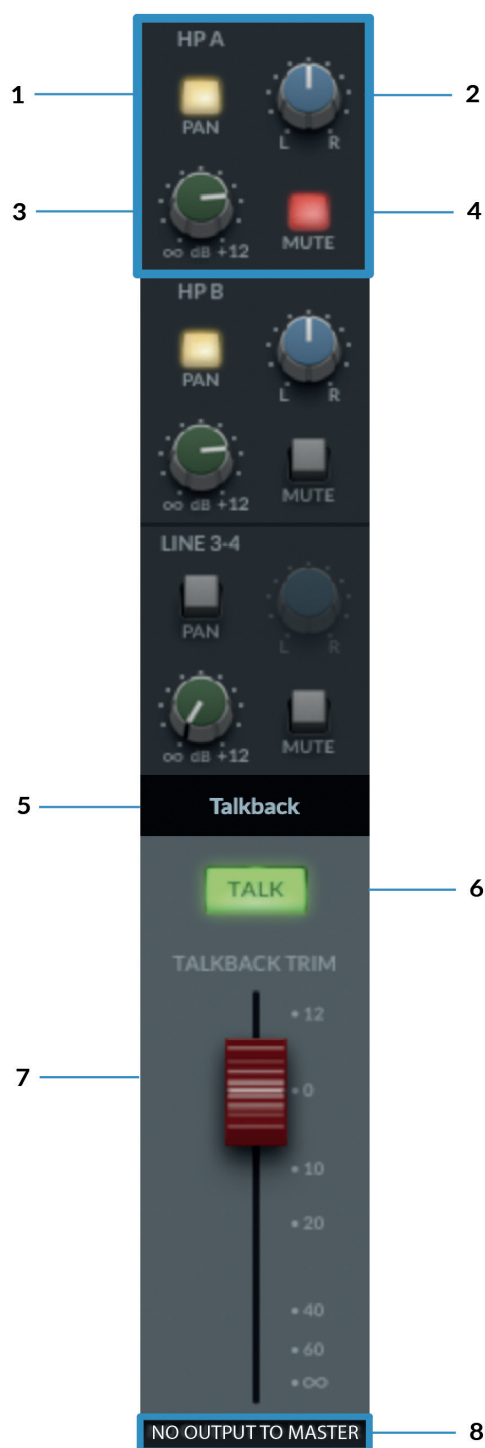 HP A
1
2
PAN
L R
3
4
∞ dB +12
MUTE
HP B
PAN
L R
∞ dB +12
MUTE
LINE 3-4
PAN
L R
∞ dB +12
MUTE
5
Talkback
TALK
6
TALKBACK TRIM
12
7
0
10
20
40
60
∞
NO OUTPUT TO MASTER
8